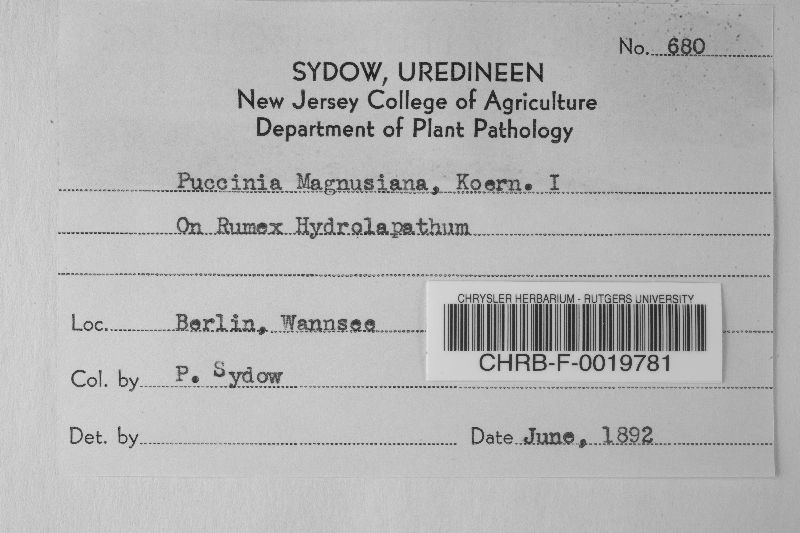 No. 680
SYDOW, UREDINEEN
New Jersey College of Agriculture
Department of Plant Pathology
Puccinia Magnusiana, Koern. I
On Rumex Hydrolapathum
Loc. Berlin, Wannsee
CHRYSLER HERBARIUM - RUTGERS UNIVERSITY
CHRB-F-0019781
Col. by P. Sydow
Det. by
Date June, 1892